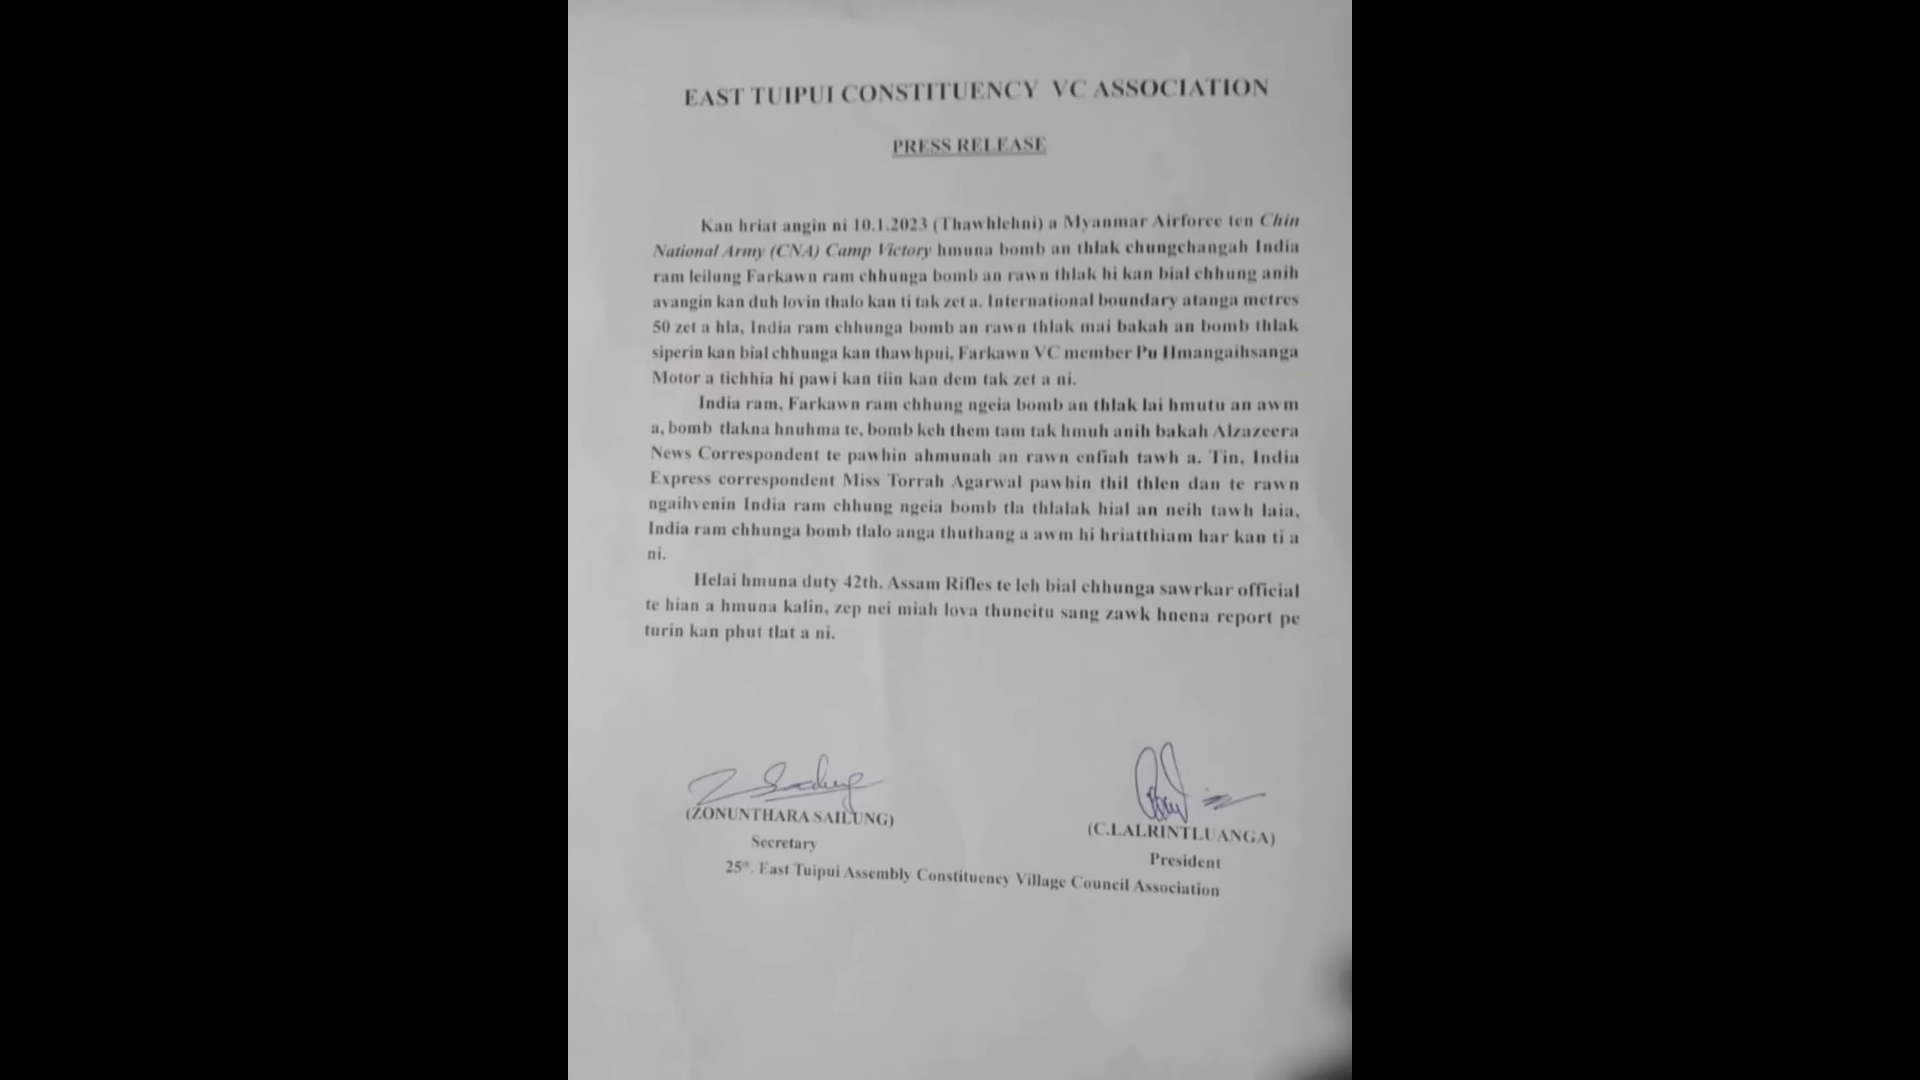 EAST TUIPUI CONSTITUENCY VC ASSOCIATION
PRESS RELEASE
Kan hriat angin ni 10.1.2023 (Thawhlehni) a Myanmar Airforce ten Chin
National Army (CNA) Camp Victory hmuna bomb an thlak chungchangah India
ram leilung Farkawn ram chhunga bomb an rawn thlak hi kan bial chhung anih
avangin kan duh lovin thalo kan ti tak zet a. International boundary atanga metres
50 zet a hla, India ram chhunga bomb an rawn thlak mai bakah an bomb thlak
siperin kan bial chhunga kan thawhpui, Farkawn VC member Pu Hmangaihsanga
Motor a tichhia hi pawi kan tiin kan dem tak zet a ni.
India ram, Farkawn ram chhung ngeia bomb an thlak lai hmutu an awm
a, bomb tlakna hnuhma te, bomb keh them tam tak hmuh anih bakah Alzazeera
News Correspondent te pawhin ahmunah an rawn enfiah tawh a. Tin, India
Express correspondent Miss Torrah Agarwal pawhin thil thlen dan te rawn
ngaihvenin India ram chhung ngeia bomb tla thlalak hial an neih tawh laia,
India ram chhunga bomb tlalo anga thuthang a awm hi hriatthiam har kan ti a
ni.
Helai hmuna duty 42th. Assam Rifles te leh bial chhunga sawrkar official
te hian a hmuna kalin, zep nei miah lova thuneitu sang zawk hnena report pe
turin kan phut tlat a ni.
(ZONUNTHARA SAILUNG)
Secretary
(C.LALRINTLUANGA)
President
25th. East Tuipui Assembly Constituency Village Council Association